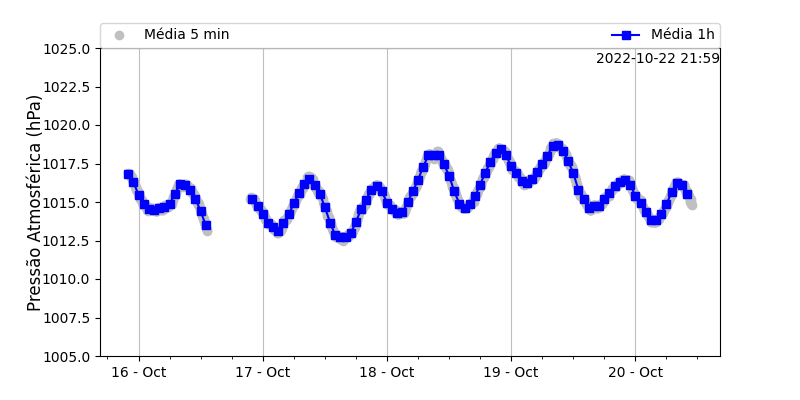 Média 5 min
Média 1h
2022-10-22 21:59
Pressão Atmosférica (hPa)
1025.0
1022.5
1020.0
1017.5
1015.0
1012.5
1010.0
1007.5
1005.0
16 - Oct
17 - Oct
18 - Oct
19 - Oct
20 - Oct